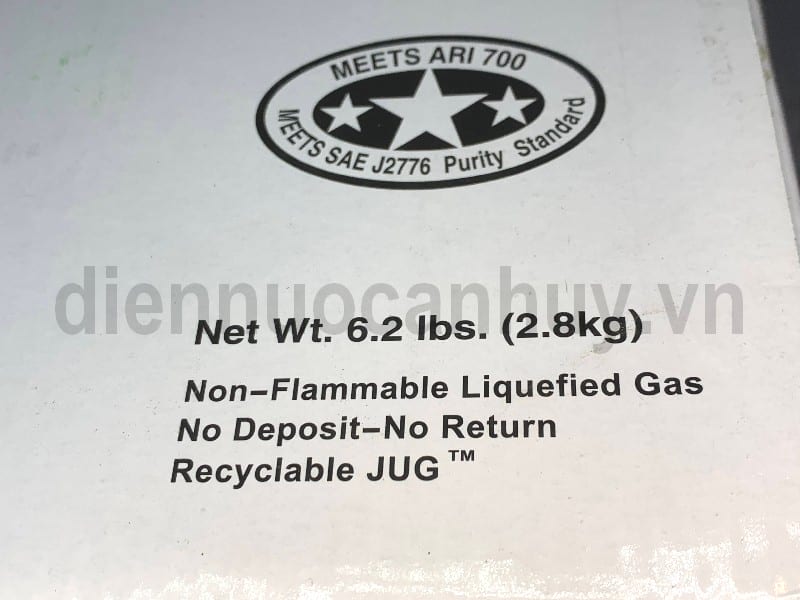 MEETS ARI 700
MEETS SAE J2776 Purity Standard
diennuocanhuy.vn
Net Wt. 6.2 lbs. (2.8kg)
Non-Flammable Liquefied Gas
No Deposit-No Return
Recyclable JUG™